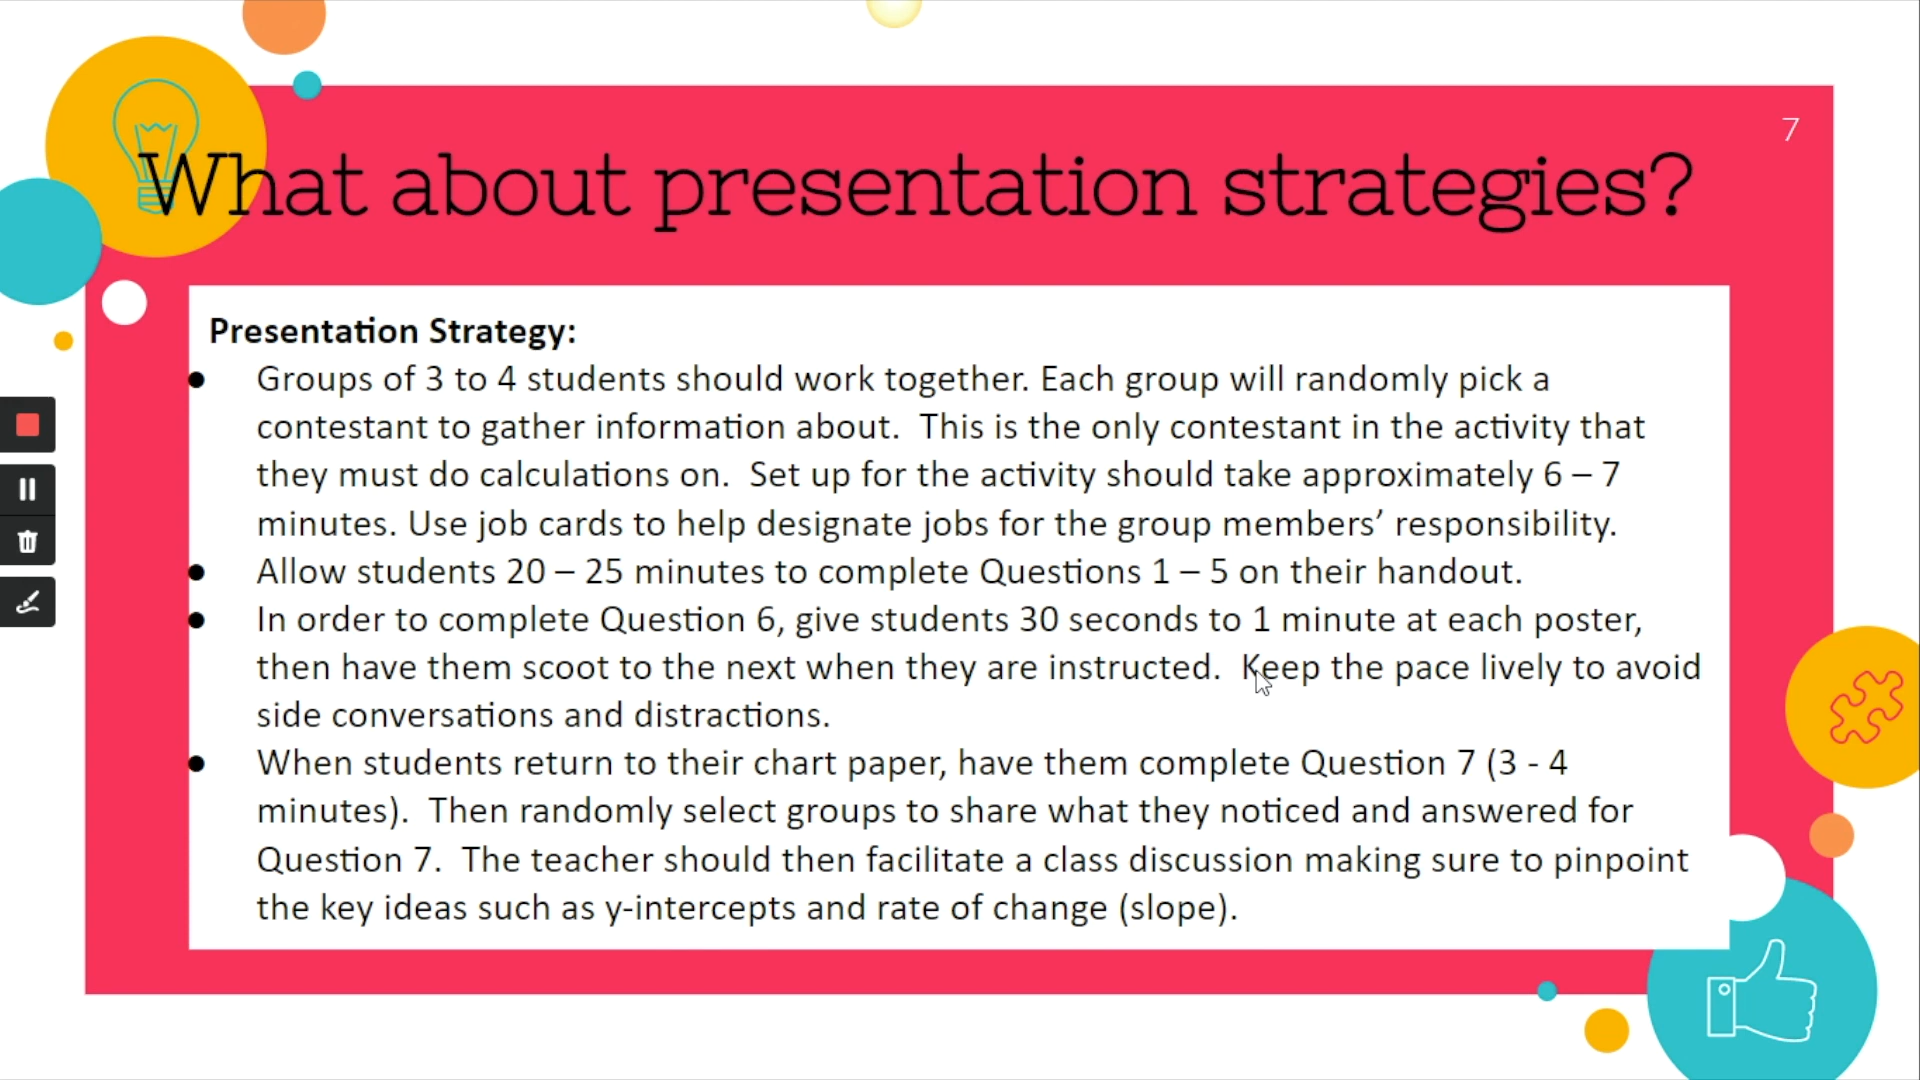 7
What about presentation strategies?
Presentation Strategy:
● Groups of 3 to 4 students should work together. Each group will randomly pick a
contestant to gather information about.  This is the only contestant in the activity that
they must do calculations on.  Set up for the activity should take approximately 6 – 7
minutes. Use job cards to help designate jobs for the group members’ responsibility.
● Allow students 20 – 25 minutes to complete Questions 1 – 5 on their handout.
● In order to complete Question 6, give students 30 seconds to 1 minute at each poster,
then have them scoot to the next when they are instructed.  Keep the pace lively to avoid
side conversations and distractions.
● When students return to their chart paper, have them complete Question 7 (3 - 4
minutes).  Then randomly select groups to share what they noticed and answered for
Question 7.  The teacher should then facilitate a class discussion making sure to pinpoint
the key ideas such as y-intercepts and rate of change (slope).